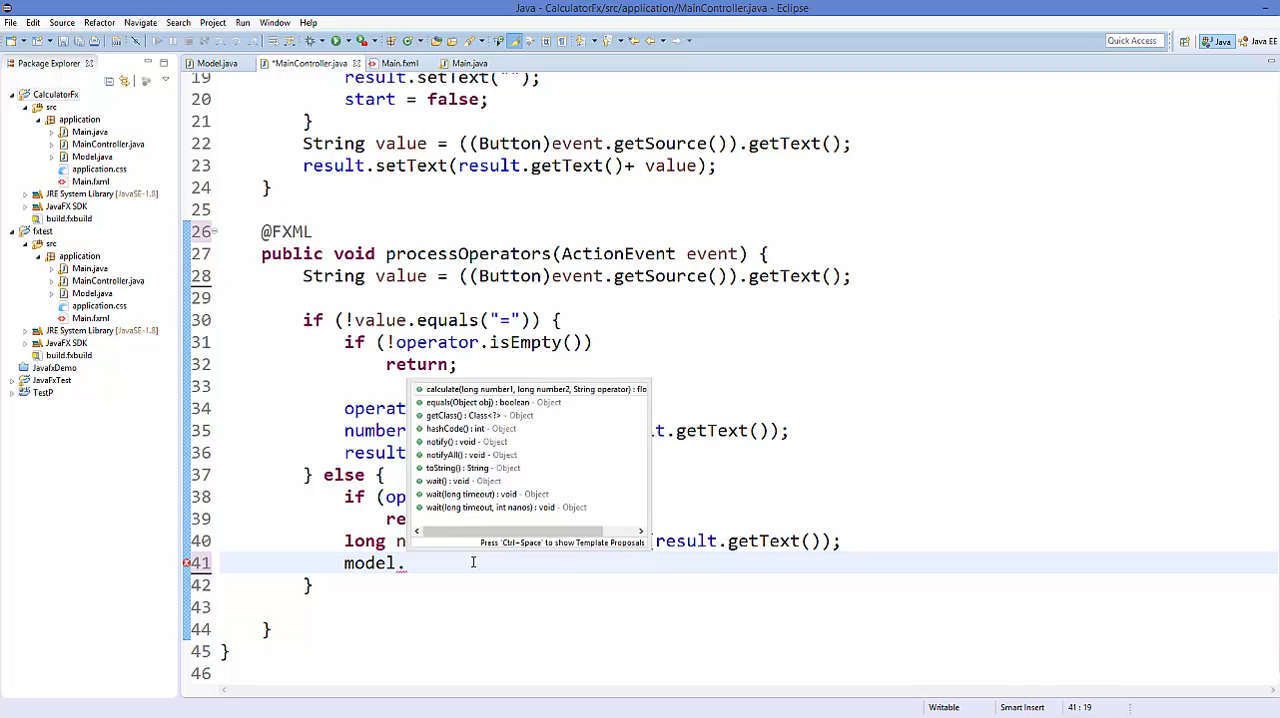 Java - CalculatorFx/src/application/MainController.java - Eclipse
File Edit Source Refactor Navigate Search Project Run Window Help
Quick Access Java Java EE
Package Explorer
Model.java *MainController.java Main.fxml Main.java
CalculatorFx
src
application
Main.java
MainController.java
Model.java
application.css
Main.fxml
JRE System Library [JavaSE-1.8]
JavaFX SDK
build.fxbuild
fxtest
src
application
Main.java
MainController.java
Model.java
application.css
Main.fxml
JRE System Library [JavaSE-1.8]
JavaFX SDK
build.fxbuild
JavafxDemo
JavaFxTest
TestP
19 result.setText("");
20 start = false;
21 }
22 String value = ((Button)event.getSource()).getText();
23 result.setText(result.getText()+ value);
24 }
25
26 @FXML
27 public void processOperators(ActionEvent event) {
28 String value = ((Button)event.getSource()).getText();
29
30 if (!value.equals("=")) {
31 if (!operator.isEmpty())
32 return;
33
34 operat
35 number t.getText());
36 result
37 } else {
38 if (op
39 re
40 long n (result.getText());
41 model.
42 }
43
44 }
45 }
46
calculate(long number1, long number2, String operator) : flo
equals(Object obj) : boolean - Object
getClass() : Class<?> - Object
hashCode() : int - Object
notify() : void - Object
notifyAll() : void - Object
toString() : String - Object
wait() : void - Object
wait(long timeout) : void - Object
wait(long timeout, int nanos) : void - Object
Press 'Ctrl+Space' to show Template Proposals
Writable Smart Insert 41 : 19